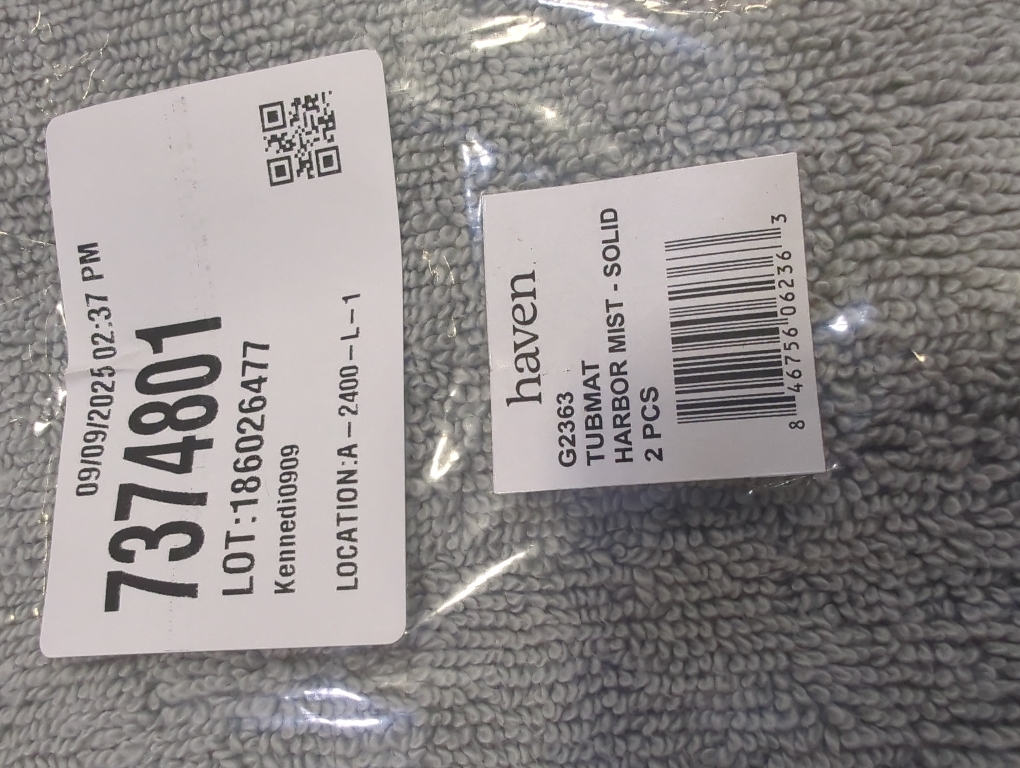 09/09/2025 02:37 PM
7374801
LOT:1860026477
Kennedi0909
LOCATION:A-2400-L-1
haven
G2363
TUBMAT
HARBOR MIST - SOLID
2 PCS
8 46756 06236 3